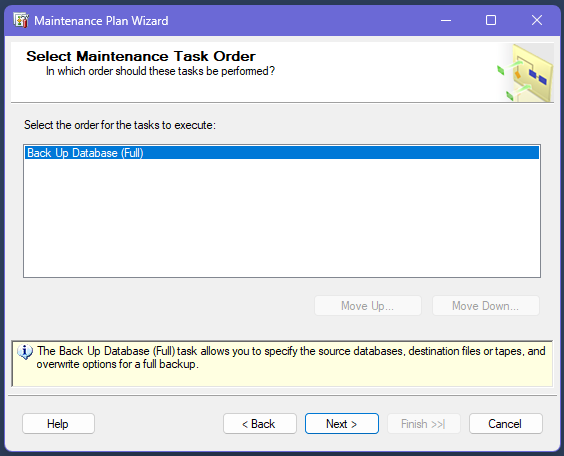 Maintenance Plan Wizard
Select Maintenance Task Order
In which order should these tasks be performed?
Select the order for the tasks to execute:
Back Up Database (Full)
Move Up...
Move Down...
The Back Up Database (Full) task allows you to specify the source databases, destination files or tapes, and
overwrite options for a full backup.
Help
< Back
Next >
Finish >>|
Cancel